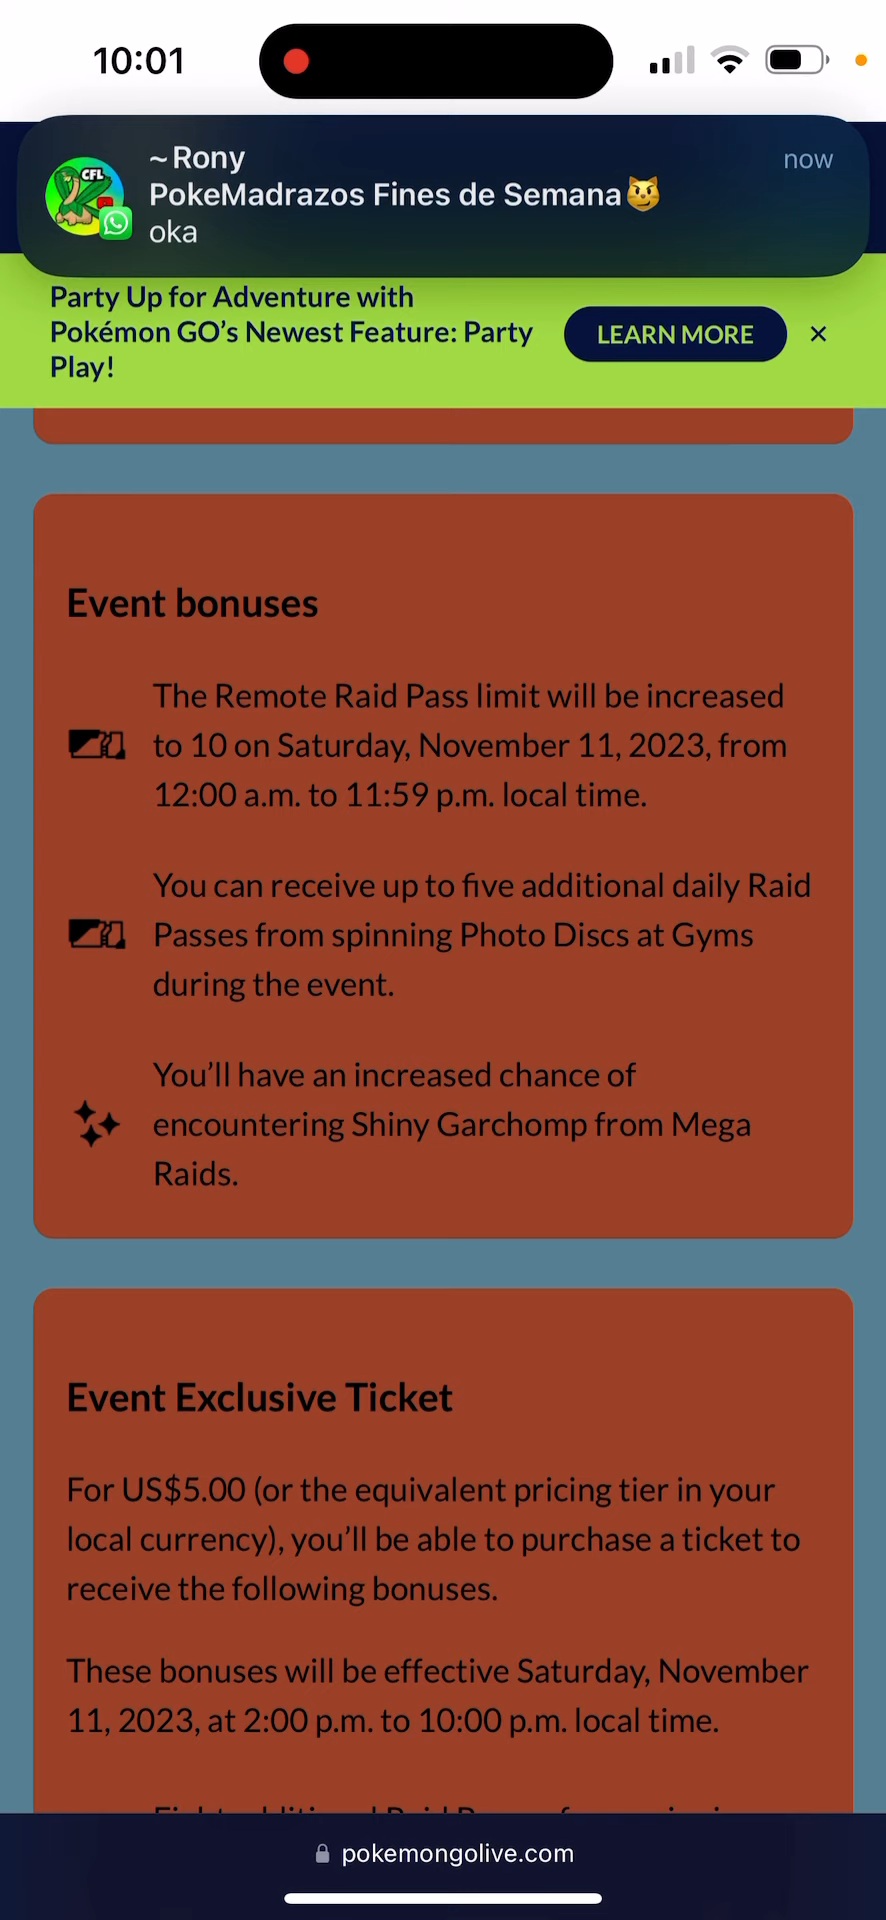 10:01
~ Rony
now
PokeMadrazos Fines de Semana😼
oka
CFL
Party Up for Adventure with
Pokémon GO’s Newest Feature: Party
Play!
LEARN MORE
Event bonuses
The Remote Raid Pass limit will be increased
to 10 on Saturday, November 11, 2023, from
12:00 a.m. to 11:59 p.m. local time.
You can receive up to five additional daily Raid
Passes from spinning Photo Discs at Gyms
during the event.
You’ll have an increased chance of
encountering Shiny Garchomp from Mega
Raids.
Event Exclusive Ticket
For US$5.00 (or the equivalent pricing tier in your
local currency), you’ll be able to purchase a ticket to
receive the following bonuses.
These bonuses will be effective Saturday, November
11, 2023, at 2:00 p.m. to 10:00 p.m. local time.
pokemongolive.com